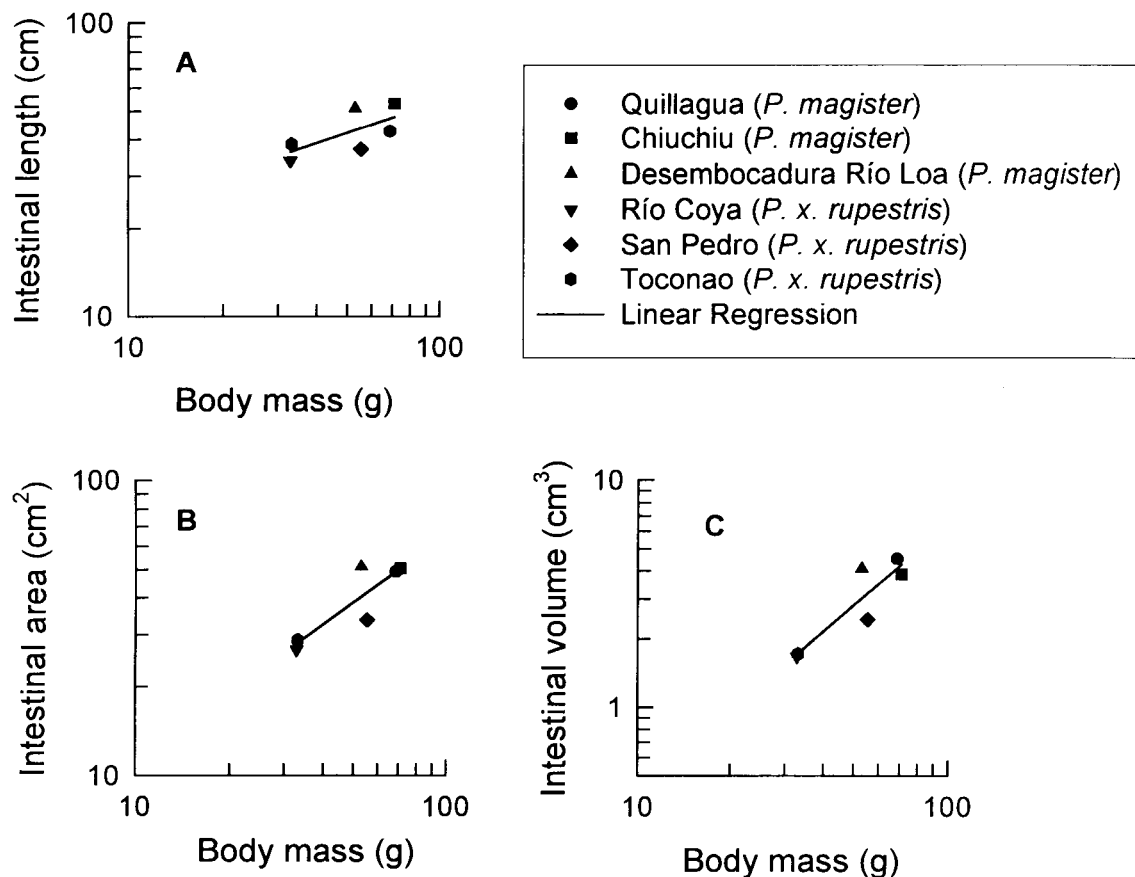 A
Intestinal length (cm)
100
10
10 100
Body mass (g)
Quillagua (P. magister)
Chiuchiu (P. magister)
Desembocadura Río Loa (P. magister)
Río Coya (P. x. rupestris)
San Pedro (P. x. rupestris)
Toconao (P. x. rupestris)
Linear Regression
B
Intestinal area (cm²)
100
10
10 100
Body mass (g)
C
Intestinal volume (cm³)
10
1
10 100
Body mass (g)